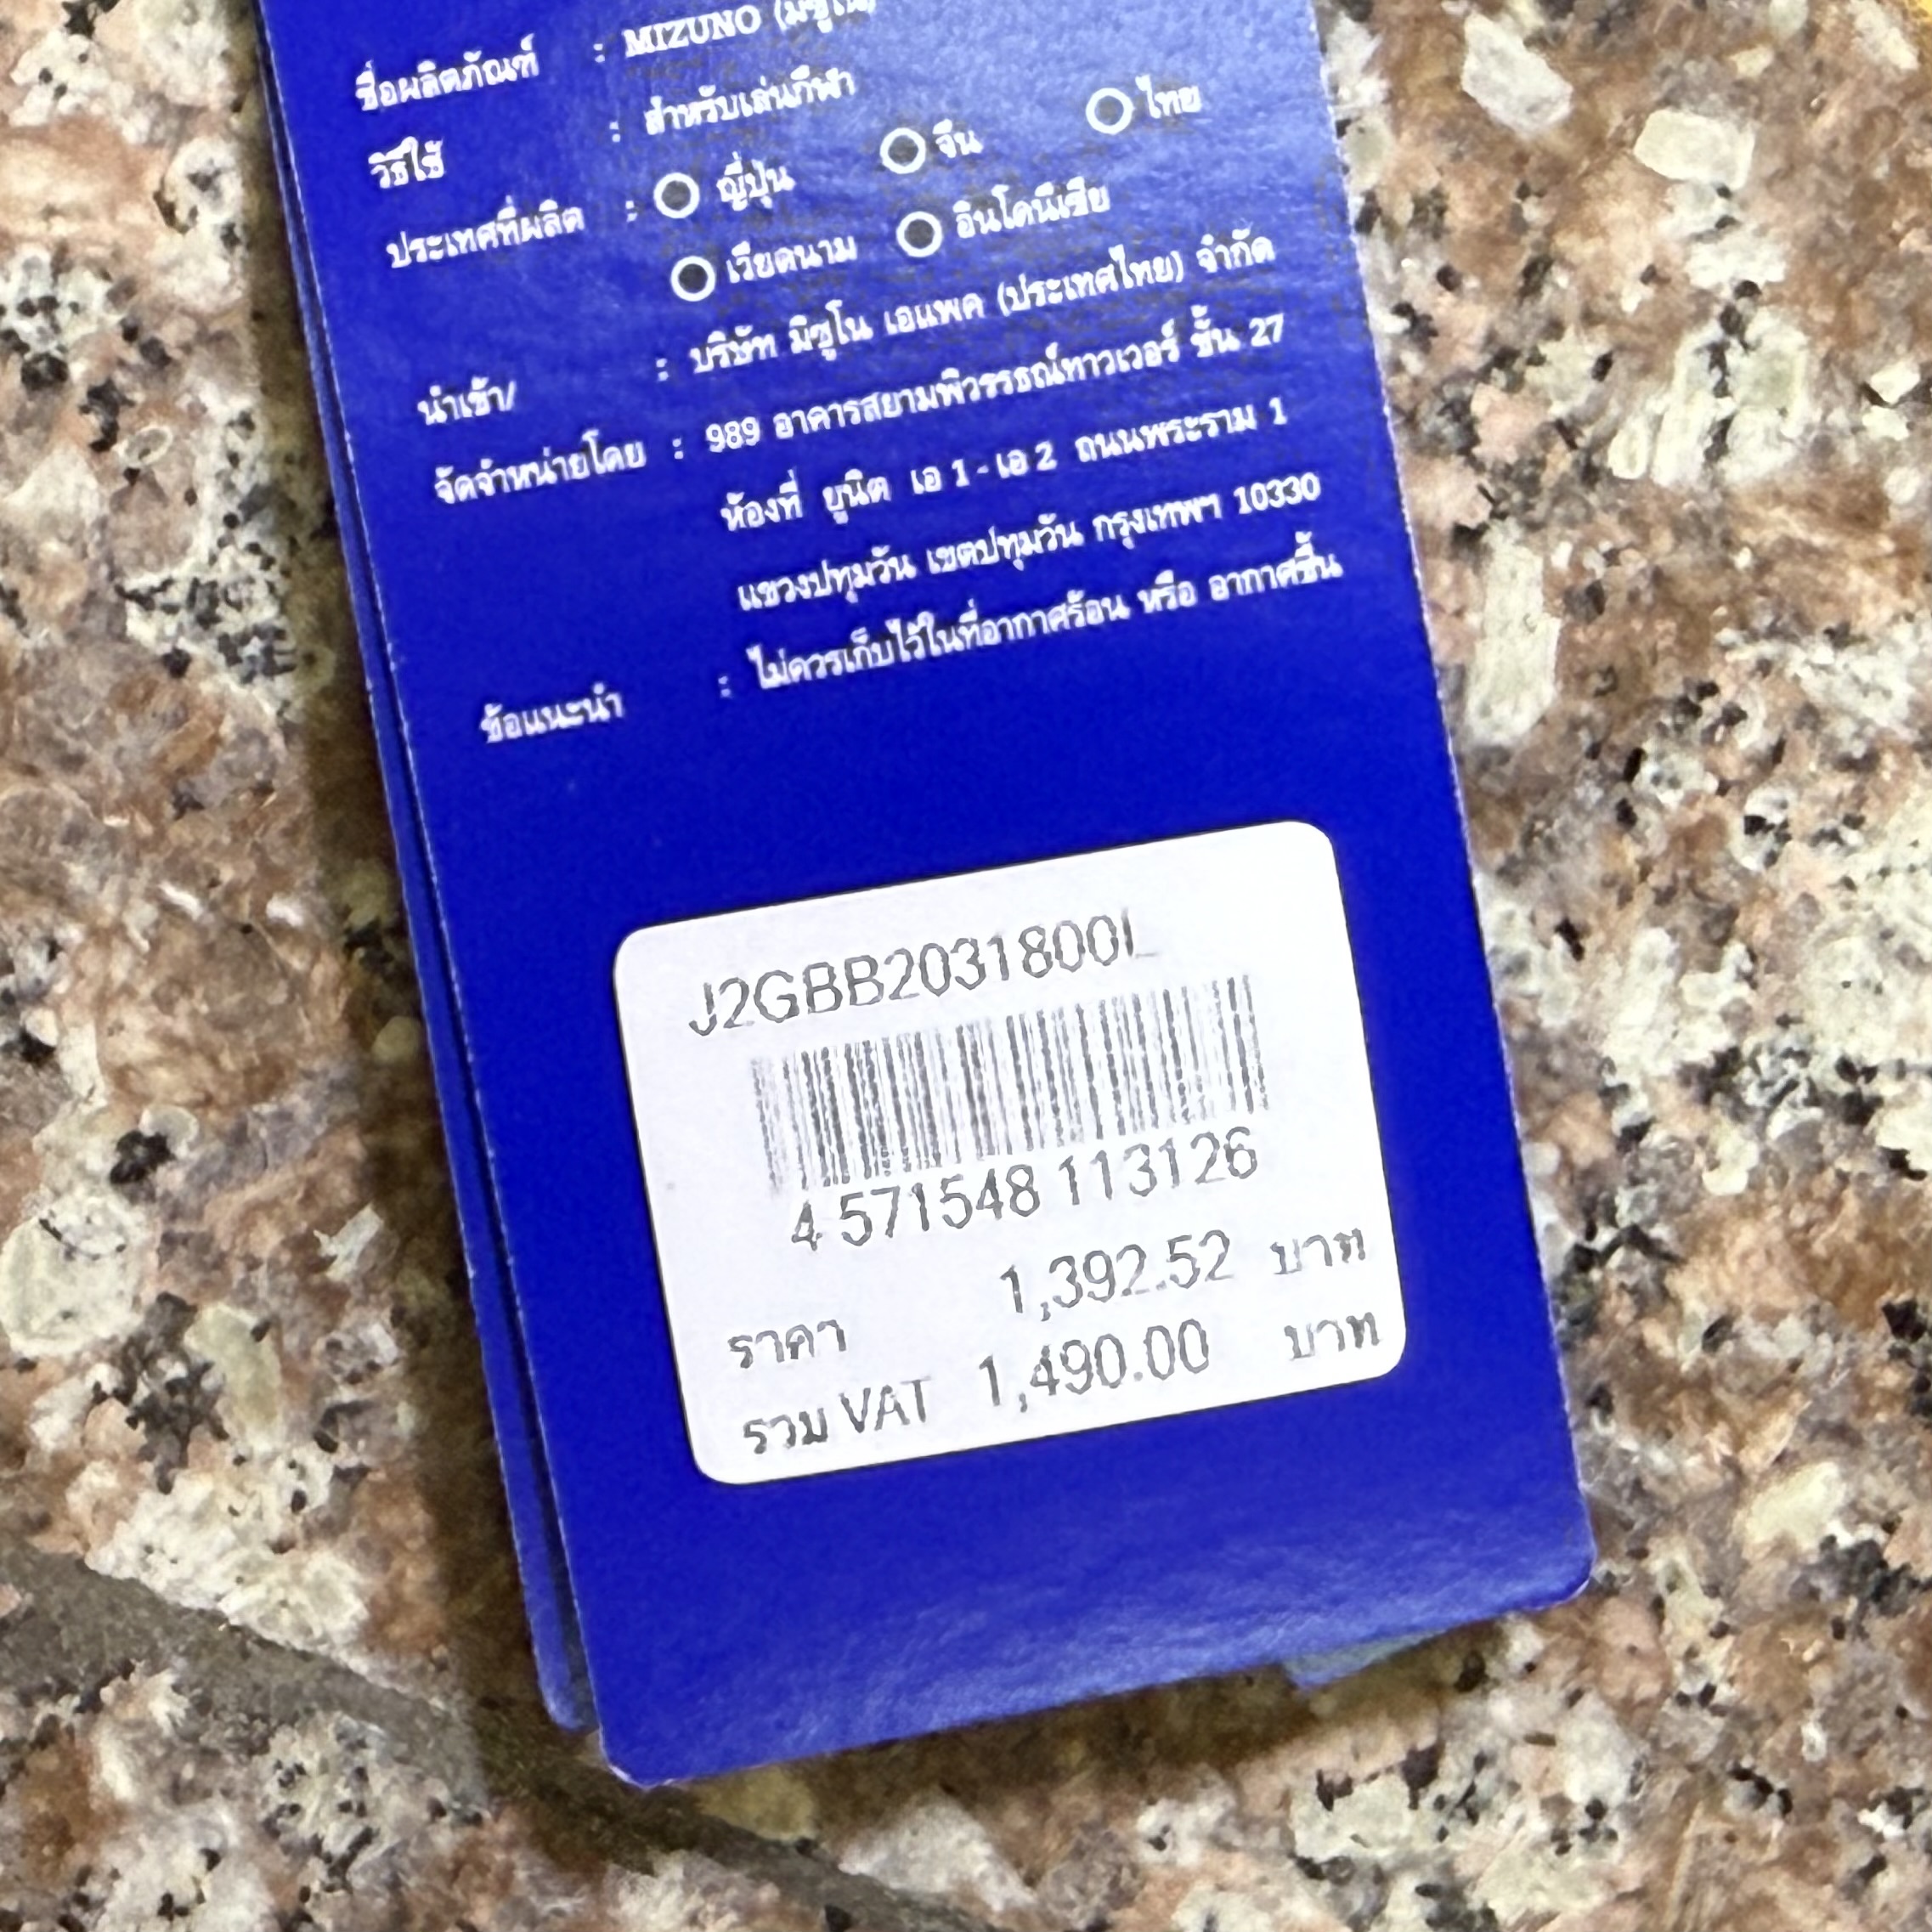 ชื่อผลิตภัณฑ์ : MIZUNO (มิซูโน)
วิธีใช้ : สำหรับเล่นกีฬา
ประเทศที่ผลิต : ญี่ปุ่น จีน ไทย
เวียดนาม อินโดนีเซีย
นำเข้า/ : บริษัท มิซูโน เอแพค (ประเทศไทย) จำกัด
จัดจำหน่ายโดย : 989 อาคารสยามพิวรรธณ์ทาวเวอร์ ชั้น 27
ห้องที่ ยูนิต เอ 1 - เอ 2 ถนนพระราม 1
แขวงปทุมวัน เขตปทุมวัน กรุงเทพฯ 10330
ข้อแนะนำ : ไม่ควรเก็บไว้ในที่อากาศร้อน หรือ อากาศชื้น
J2GBB2031800L
4 571548 113126
ราคา 1,392.52 บาท
รวม VAT 1,490.00 บาท